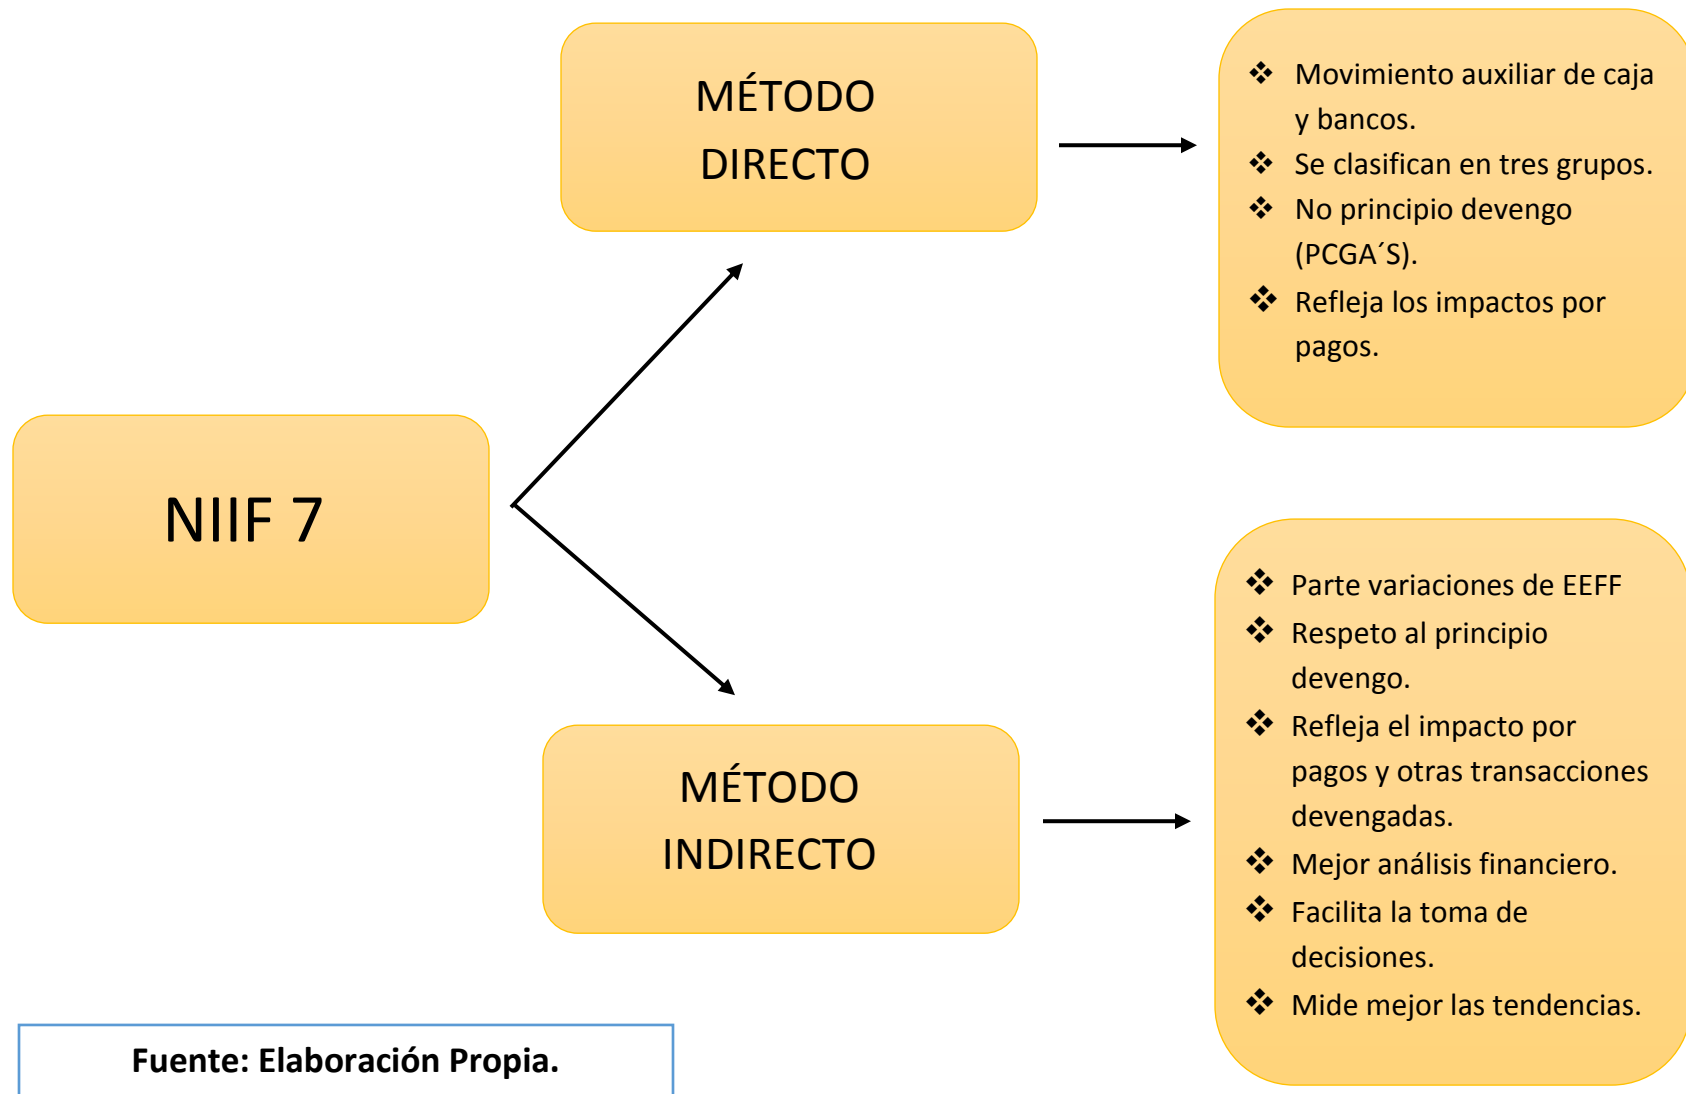 NIIF 7
MÉTODO
DIRECTO
❖ Movimiento auxiliar de caja
y bancos.
❖ Se clasifican en tres grupos.
❖ No principio devengo
(PCGA´S).
❖ Refleja los impactos por
pagos.
MÉTODO
INDIRECTO
❖ Parte variaciones de EEFF
❖ Respeto al principio
devengo.
❖ Refleja el impacto por
pagos y otras transacciones
devengadas.
❖ Mejor análisis financiero.
❖ Facilita la toma de
decisiones.
❖ Mide mejor las tendencias.
Fuente: Elaboración Propia.